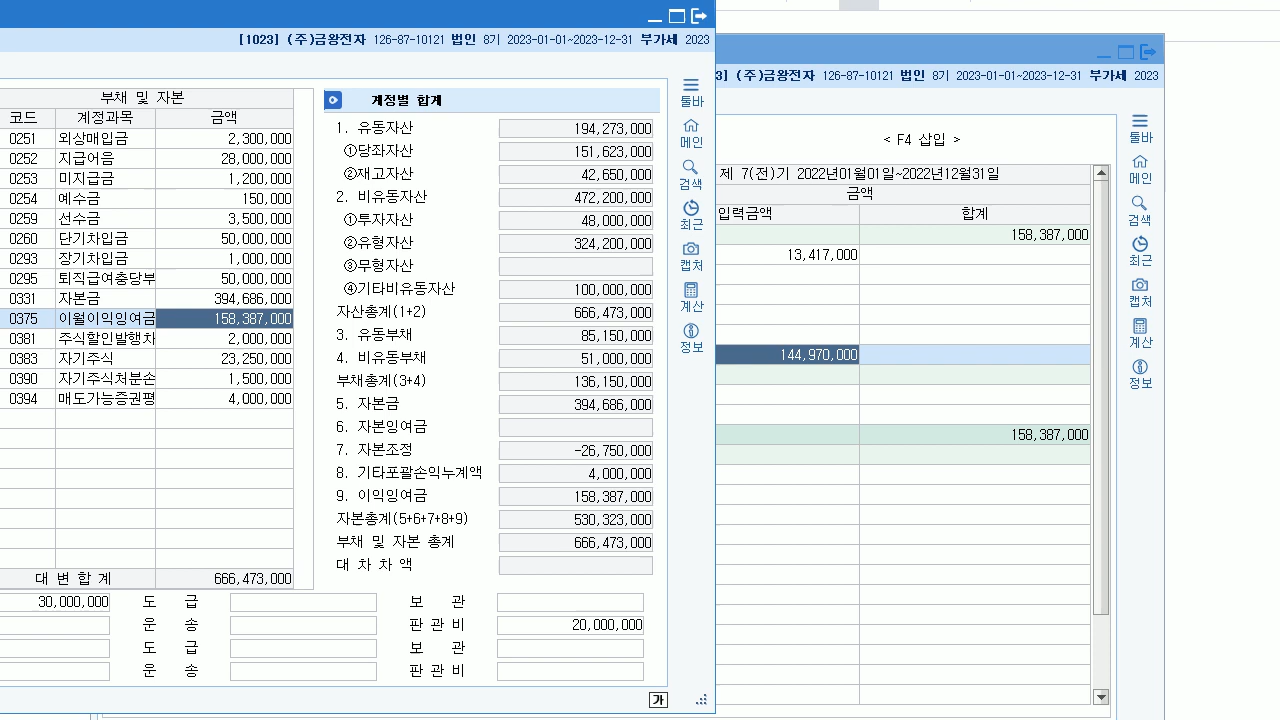 [1023] (주)금왕전자 126-87-10121 법인 8기 2023-01-01~2023-12-31 부가세 2023
부채 및 자본
코드 계정과목 금액
0251 외상매입금 2,300,000
0252 지급어음 28,000,000
0253 미지급금 1,200,000
0254 예수금 150,000
0259 선수금 3,500,000
0260 단기차입금 50,000,000
0293 장기차입금 1,000,000
0295 퇴직급여충당부 50,000,000
0331 자본금 394,686,000
0375 이월이익잉여금 158,387,000
0381 주식할인발행차 2,000,000
0383 자기주식 23,250,000
0390 자기주식처분손 1,500,000
0394 매도가능증권평 4,000,000
대 변 합 계 666,473,000
계정별 합계
1. 유동자산 194,273,000
①당좌자산 151,623,000
②재고자산 42,650,000
2. 비유동자산 472,200,000
①투자자산 48,000,000
②유형자산 324,200,000
③무형자산
④기타비유동자산 100,000,000
자산총계(1+2) 666,473,000
3. 유동부채 85,150,000
4. 비유동부채 51,000,000
부채총계(3+4) 136,150,000
5. 자본금 394,686,000
6. 자본잉여금
7. 자본조정 -26,750,000
8. 기타포괄손익누계액 4,000,000
9. 이익잉여금 158,387,000
자본총계(5+6+7+8+9) 530,323,000
부채 및 자본 총계 666,473,000
대 차 차 액
30,000,000 도 급 보 관
운 송 판 관 비 20,000,000
도 급 보 관
운 송 판 관 비
가
툴바
메인
검색
최근
캡처
계산
정보
3] (주)금왕전자 126-87-10121 법인 8기 2023-01-01~2023-12-31 부가세 2023
< F4 삽입 >
제 7(전)기 2022년01월01일~2022년12월31일
금액
입력금액 합계
158,387,000
13,417,000
144,970,000
158,387,000
툴바
메인
검색
최근
캡처
계산
정보